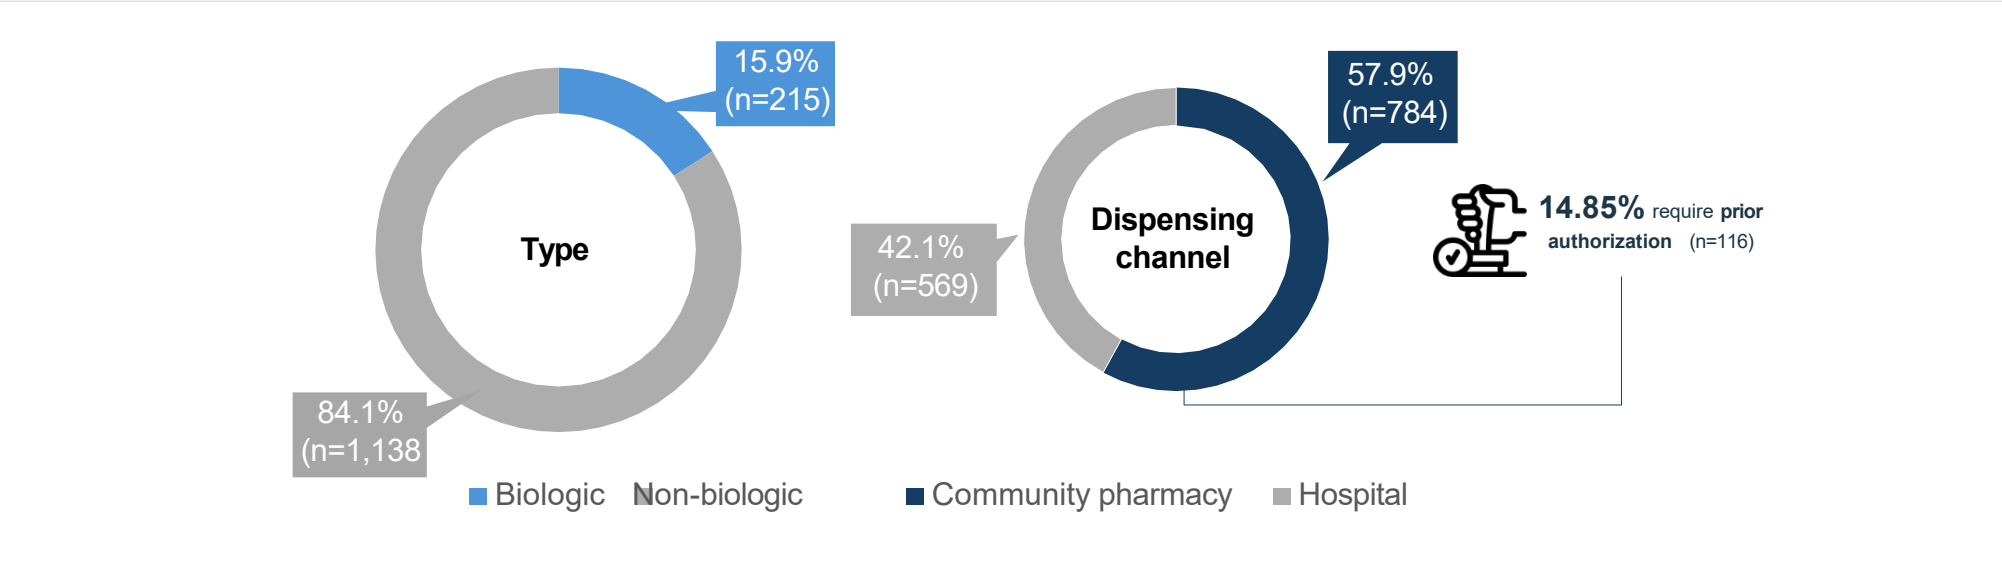 15.9%
(n=215)
Type
84.1%
(n=1,138
Biologic
Non-biologic
57.9%
(n=784)
Dispensing
channel
42.1%
(n=569)
14.85% require prior
authorization (n=116)
Community pharmacy
Hospital